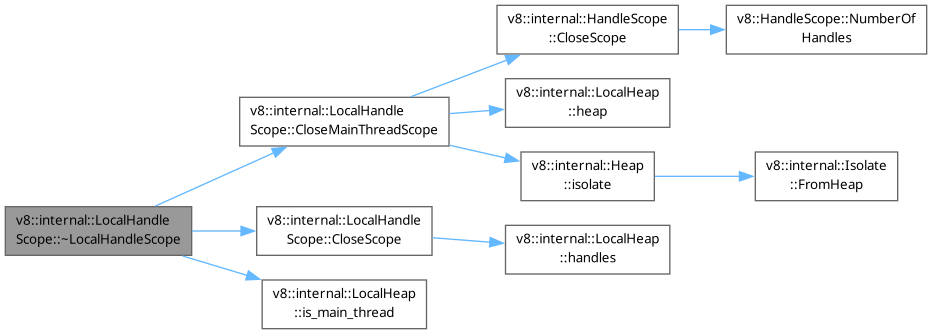 v8::internal::HandleScope
::CloseScope
v8::HandleScope::NumberOf
Handles
v8::internal::LocalHeap
::heap
v8::internal::LocalHandle
Scope::CloseMainThreadScope
v8::internal::Heap
::isolate
v8::internal::Isolate
::FromHeap
v8::internal::LocalHandle
Scope::~LocalHandleScope
v8::internal::LocalHandle
Scope::CloseScope
v8::internal::LocalHeap
::handles
v8::internal::LocalHeap
::is_main_thread